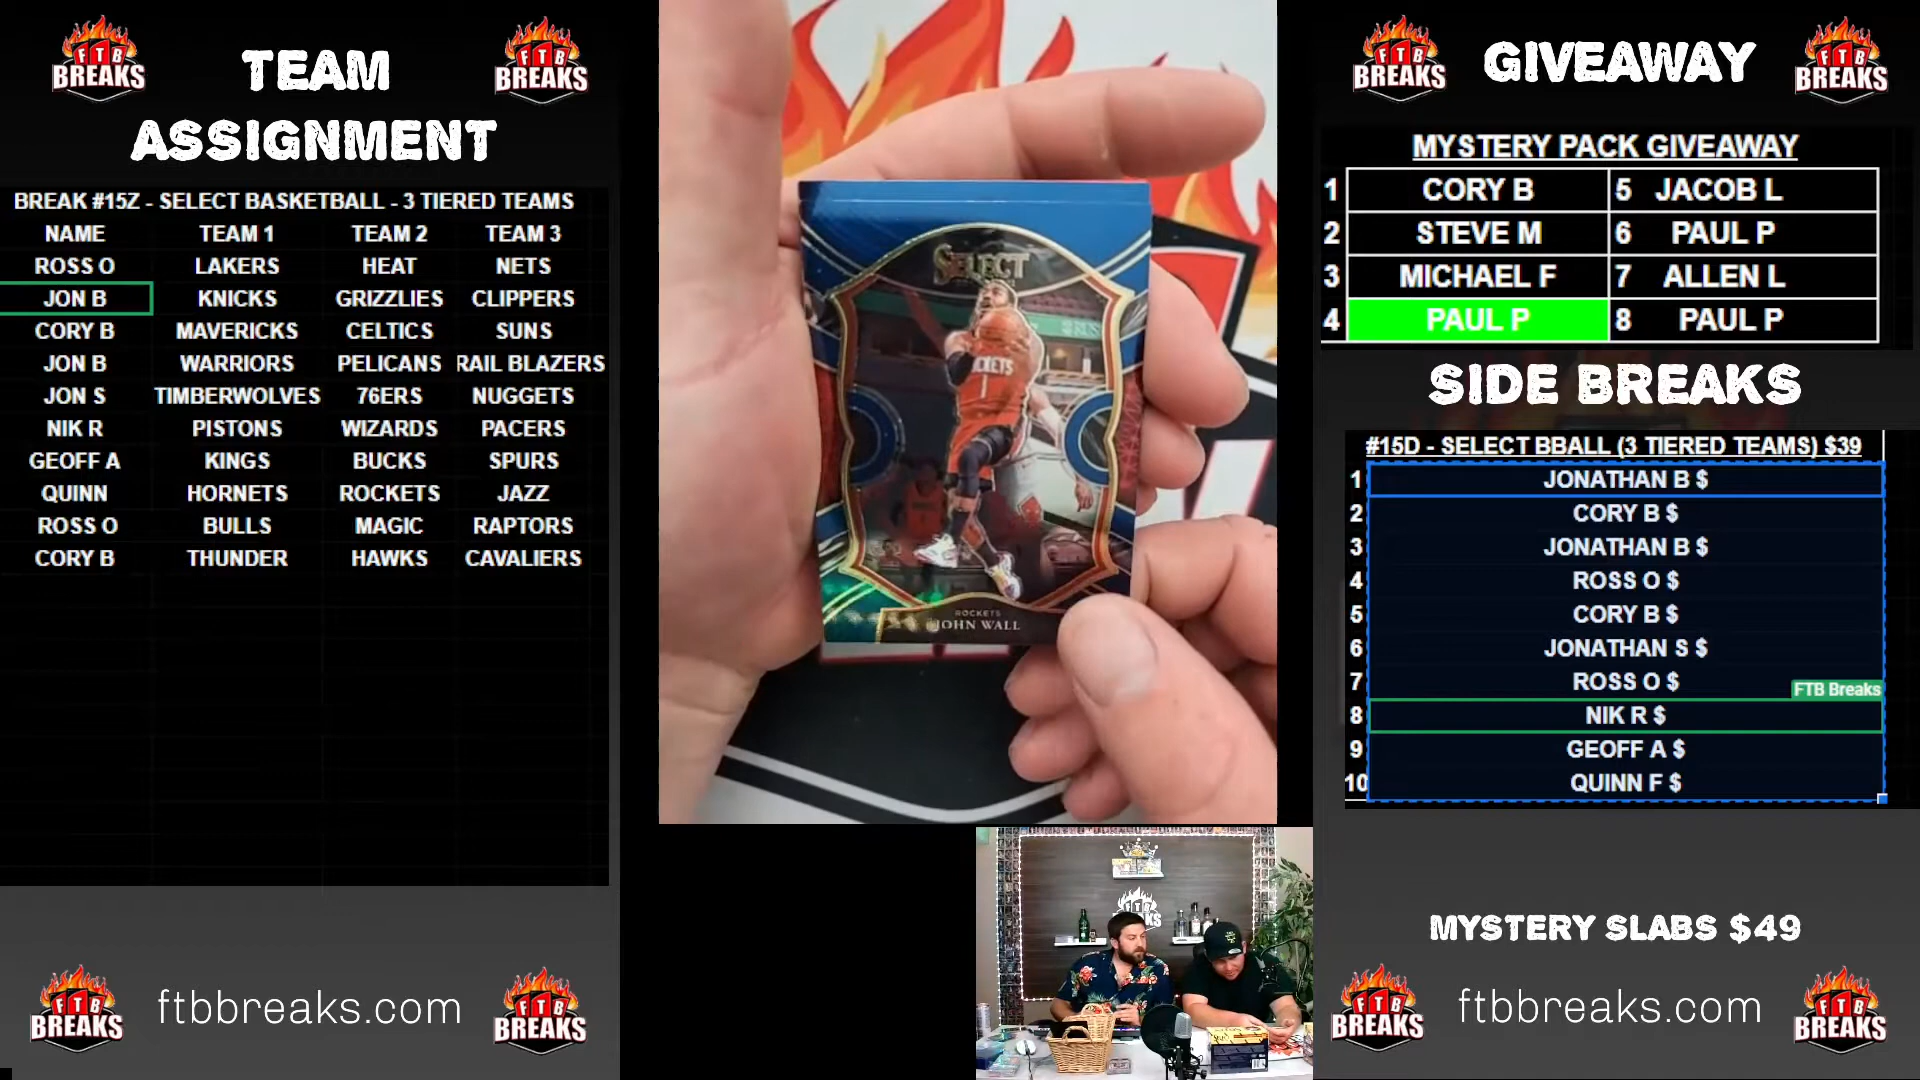 FTB
BREAKS
TEAM
FTB
BREAKS
ASSIGNMENT
BREAK #15Z - SELECT BASKETBALL - 3 TIERED TEAMS
NAME TEAM 1 TEAM 2 TEAM 3
ROSS O LAKERS HEAT NETS
JON B KNICKS GRIZZLIES CLIPPERS
CORY B MAVERICKS CELTICS SUNS
JON B WARRIORS PELICANS RAIL BLAZERS
JON S TIMBERWOLVES 76ERS NUGGETS
NIK R PISTONS WIZARDS PACERS
GEOFF A KINGS BUCKS SPURS
QUINN HORNETS ROCKETS JAZZ
ROSS O BULLS MAGIC RAPTORS
CORY B THUNDER HAWKS CAVALIERS
FTB
BREAKS
ftbbreaks.com
FTB
BREAKS
SELECT
ROCKETS
1
ROCKETS
JOHN WALL
FTB
BREAKS
FTB
BREAKS
GIVEAWAY
FTB
BREAKS
MYSTERY PACK GIVEAWAY
1 CORY B 5 JACOB L
2 STEVE M 6 PAUL P
3 MICHAEL F 7 ALLEN L
4 PAUL P 8 PAUL P
SIDE BREAKS
#15D - SELECT BBALL (3 TIERED TEAMS) $39
1 JONATHAN B $
2 CORY B $
3 JONATHAN B $
4 ROSS O $
5 CORY B $
6 JONATHAN S $
7 ROSS O $
FTB Breaks
8 NIK R $
9 GEOFF A $
10 QUINN F $
MYSTERY SLABS $49
FTB
BREAKS
ftbbreaks.com
FTB
BREAKS